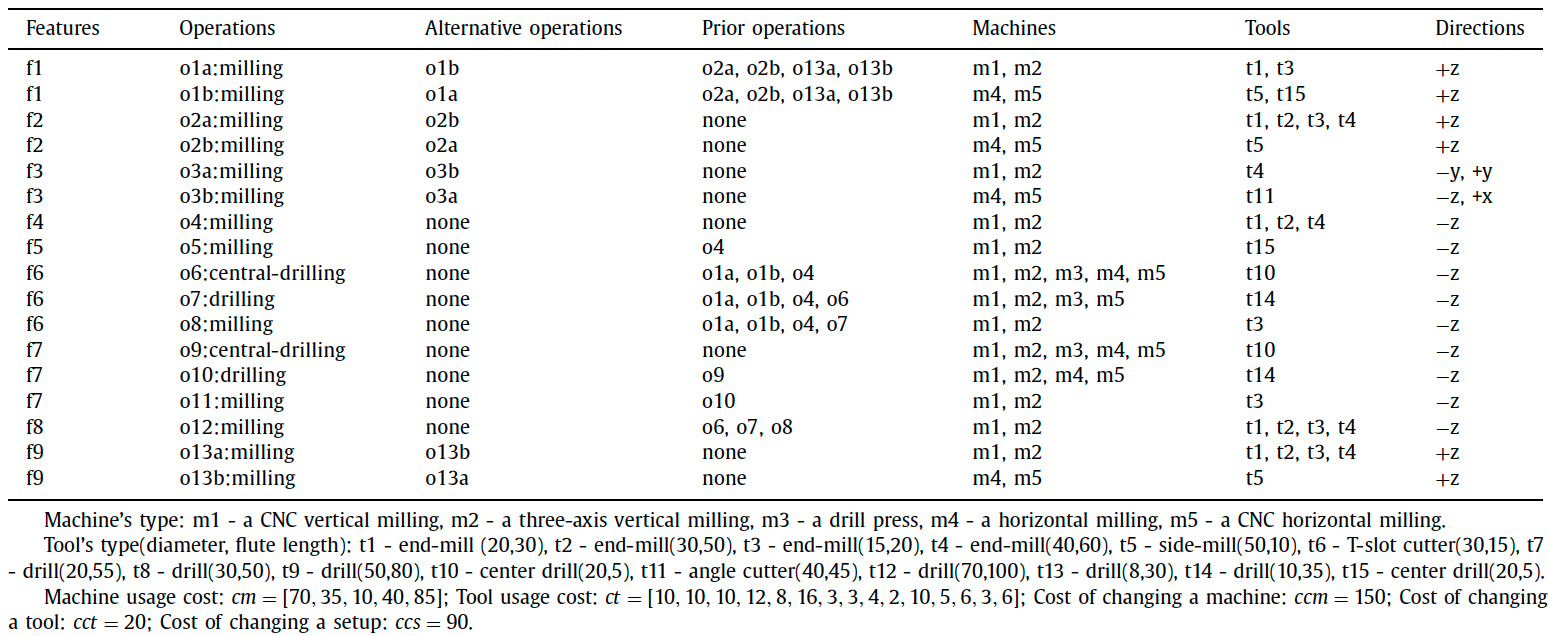 Features Operations Alternative operations Prior operations Machines Tools Directions
f1 o1a:milling o1b o2a, o2b, o13a, o13b m1, m2 t1, t3 +z
f1 o1b:milling o1a o2a, o2b, o13a, o13b m4, m5 t5, t15 +z
f2 o2a:milling o2b none m1, m2 t1, t2, t3, t4 +z
f2 o2b:milling o2a none m4, m5 t5 +z
f3 o3a:milling o3b none m1, m2 t4 −y, +y
f3 o3b:milling o3a none m4, m5 t11 −z, +x
f4 o4:milling none none m1, m2 t1, t2, t4 −z
f5 o5:milling none o4 m1, m2 t15 −z
f6 o6:central-drilling none o1a, o1b, o4 m1, m2, m3, m4, m5 t10 −z
f6 o7:drilling none o1a, o1b, o4, o6 m1, m2, m3, m5 t14 −z
f6 o8:milling none o1a, o1b, o4, o7 m1, m2 t3 −z
f7 o9:central-drilling none none m1, m2, m3, m4, m5 t10 −z
f7 o10:drilling none o9 m1, m2, m4, m5 t14 −z
f7 o11:milling none o10 m1, m2 t3 −z
f8 o12:milling none o6, o7, o8 m1, m2 t1, t2, t3, t4 −z
f9 o13a:milling o13b none m1, m2 t1, t2, t3, t4 +z
f9 o13b:milling o13a none m4, m5 t5 +z
Machine's type: m1 - a CNC vertical milling, m2 - a three-axis vertical milling, m3 - a drill press, m4 - a horizontal milling, m5 - a CNC horizontal milling.
Tool's type(diameter, flute length): t1 - end-mill (20,30), t2 - end-mill(30,50), t3 - end-mill(15,20), t4 - end-mill(40,60), t5 - side-mill(50,10), t6 - T-slot cutter(30,15), t7
- drill(20,55), t8 - drill(30,50), t9 - drill(50,80), t10 - center drill(20,5), t11 - angle cutter(40,45), t12 - drill(70,100), t13 - drill(8,30), t14 - drill(10,35), t15 - center drill(20,5).
Machine usage cost: cm = [70, 35, 10, 40, 85]; Tool usage cost: ct = [10, 10, 10, 12, 8, 16, 3, 3, 4, 2, 10, 5, 6, 3, 6]; Cost of changing a machine: ccm = 150; Cost of changing
a tool: cct = 20; Cost of changing a setup: ccs = 90.